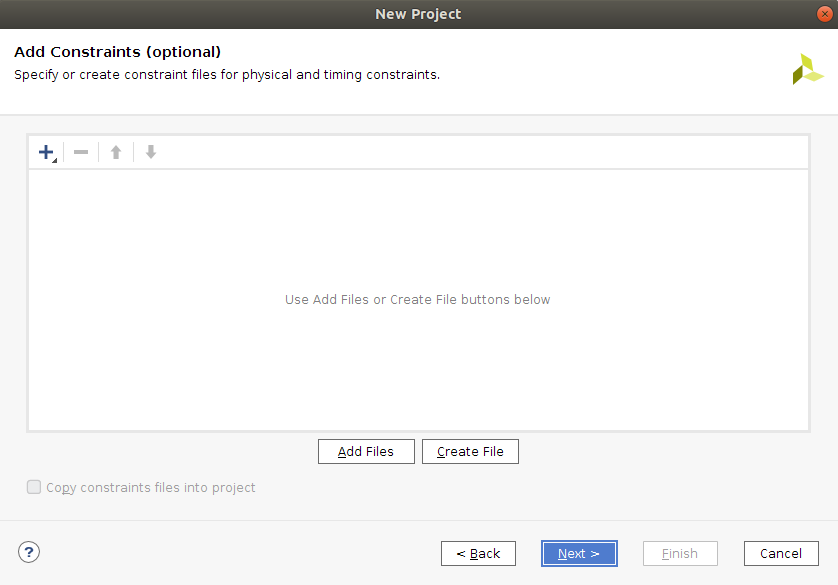 New Project
Add Constraints (optional)
Specify or create constraint files for physical and timing constraints.
Use Add Files or Create File buttons below
Add Files
Create File
Copy constraints files into project
?
< Back
Next >
Finish
Cancel